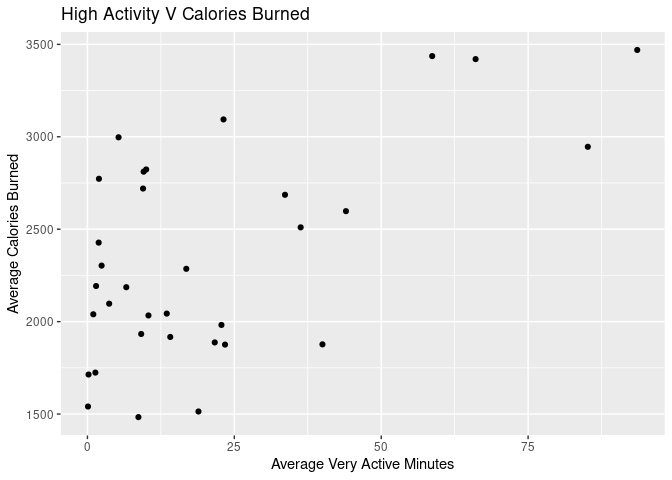 High Activity V Calories Burned
3500
3000
2500
2000
1500
Average Calories Burned
0 25 50 75
Average Very Active Minutes